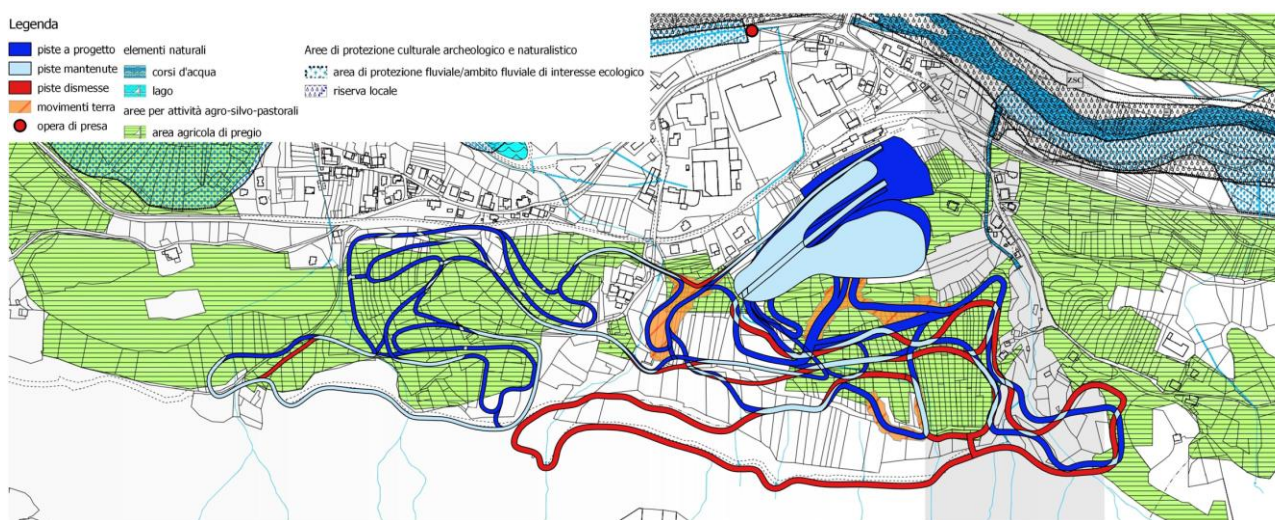 Legenda
piste a progetto
piste mantenute
piste dismesse
movimenti terra
opera di presa
elementi naturali
corsi d'acqua
lago
aree per attività agro-silvo-pastorali
area agricola di pregio
Aree di protezione culturale archeologico e naturalistico
area di protezione fluviale/ambito fluviale di interesse ecologico
riserva locale
ZSC